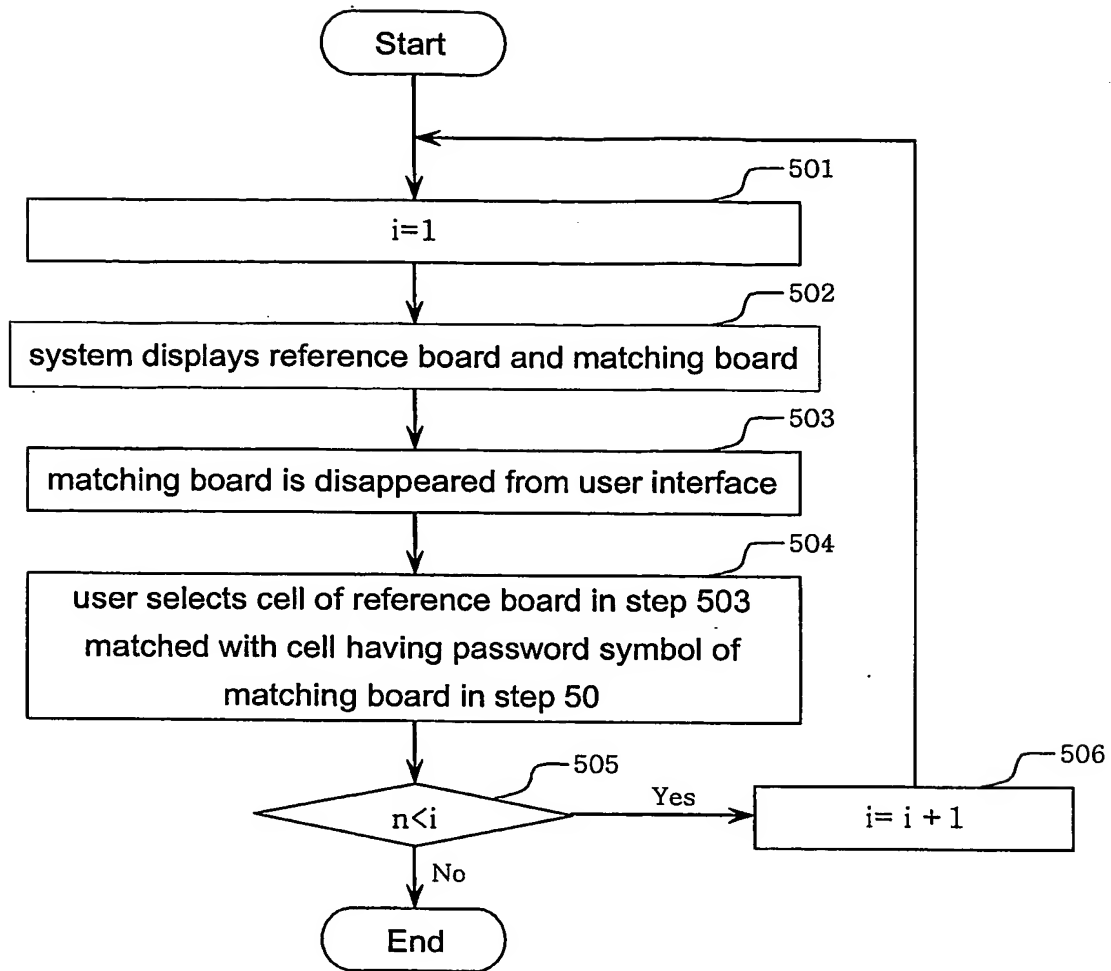 Start
501
i=1
502
system displays reference board and matching board
503
matching board is disappeared from user interface
504
user selects cell of reference board in step 503
matched with cell having password symbol of
matching board in step 50
505
n<i
Yes
506
i= i + 1
No
End